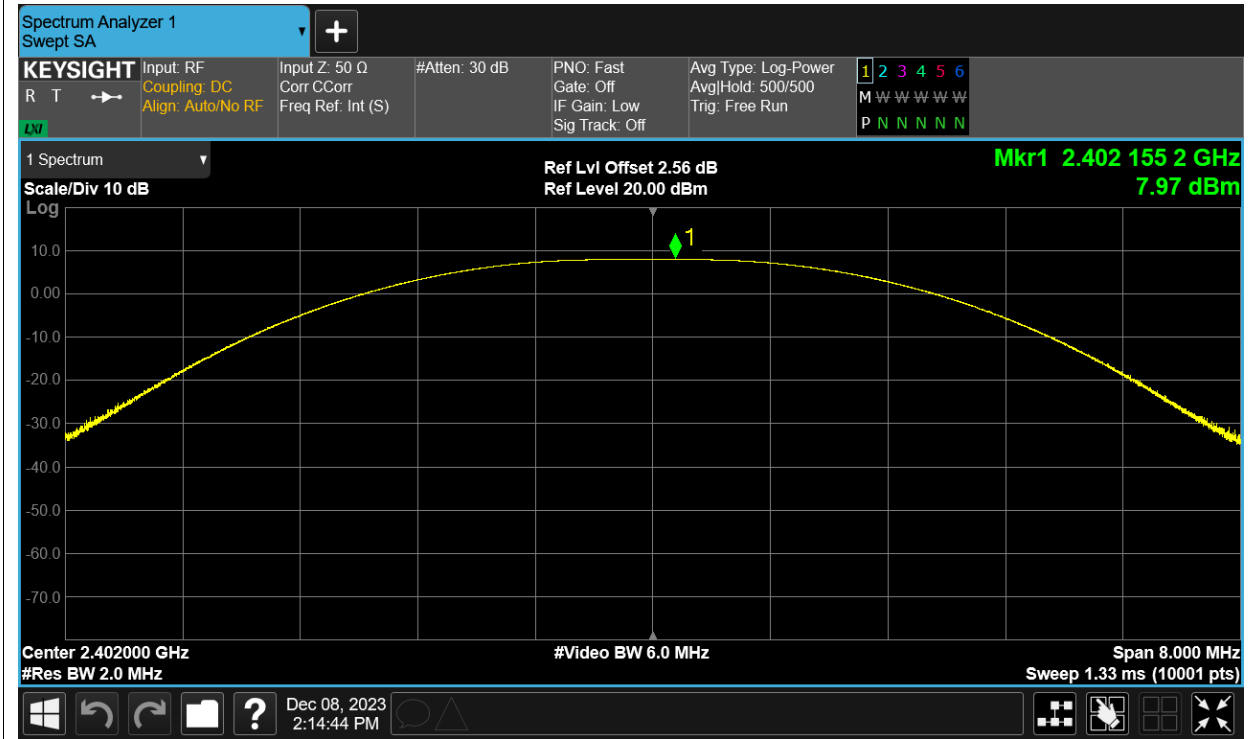 Spectrum Analyzer 1
Swept SA
KEYSIGHT
R T
LXI
Input: RF
Coupling: DC
Align: Auto/No RF
Input Z: 50 Ω
Corr CCorr
Freq Ref: Int (S)
#Atten: 30 dB
PNO: Fast
Gate: Off
IF Gain: Low
Sig Track: Off
Avg Type: Log-Power
Avg|Hold: 500/500
Trig: Free Run
1 2 3 4 5 6
M W W W W W
P N N N N N
1 Spectrum
Scale/Div 10 dB
Log
Ref Lvl Offset 2.56 dB
Ref Level 20.00 dBm
Mkr1 2.402 155 2 GHz
7.97 dBm
1
10.0
0.00
-10.0
-20.0
-30.0
-40.0
-50.0
-60.0
-70.0
Center 2.402000 GHz
#Video BW 6.0 MHz
Span 8.000 MHz
#Res BW 2.0 MHz
Sweep 1.33 ms (10001 pts)
?
Dec 08, 2023
2:14:44 PM